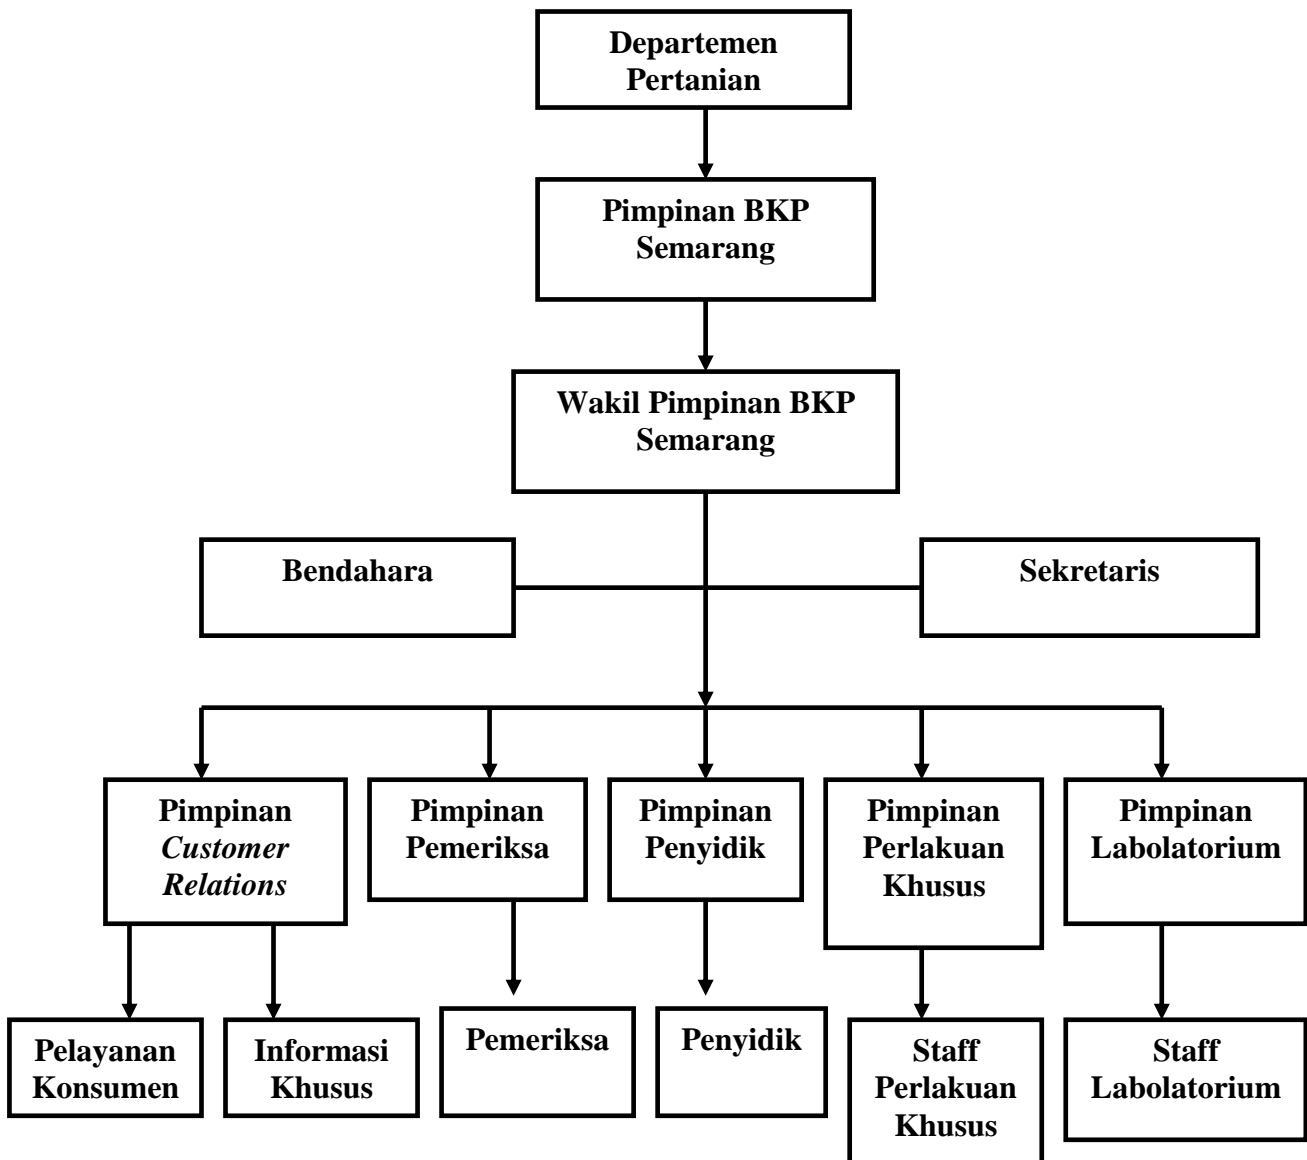 Departemen
Pertanian
Pimpinan BKP
Semarang
Wakil Pimpinan BKP
Semarang
Bendahara
Sekretaris
Pimpinan
Customer
Relations
Pimpinan
Pemeriksa
Pimpinan
Penyidik
Pimpinan
Perlakuan
Khusus
Pimpinan
Labolatorium
Pelayanan
Konsumen
Informasi
Khusus
Pemeriksa
Penyidik
Staff
Perlakuan
Khusus
Staff
Labolatorium